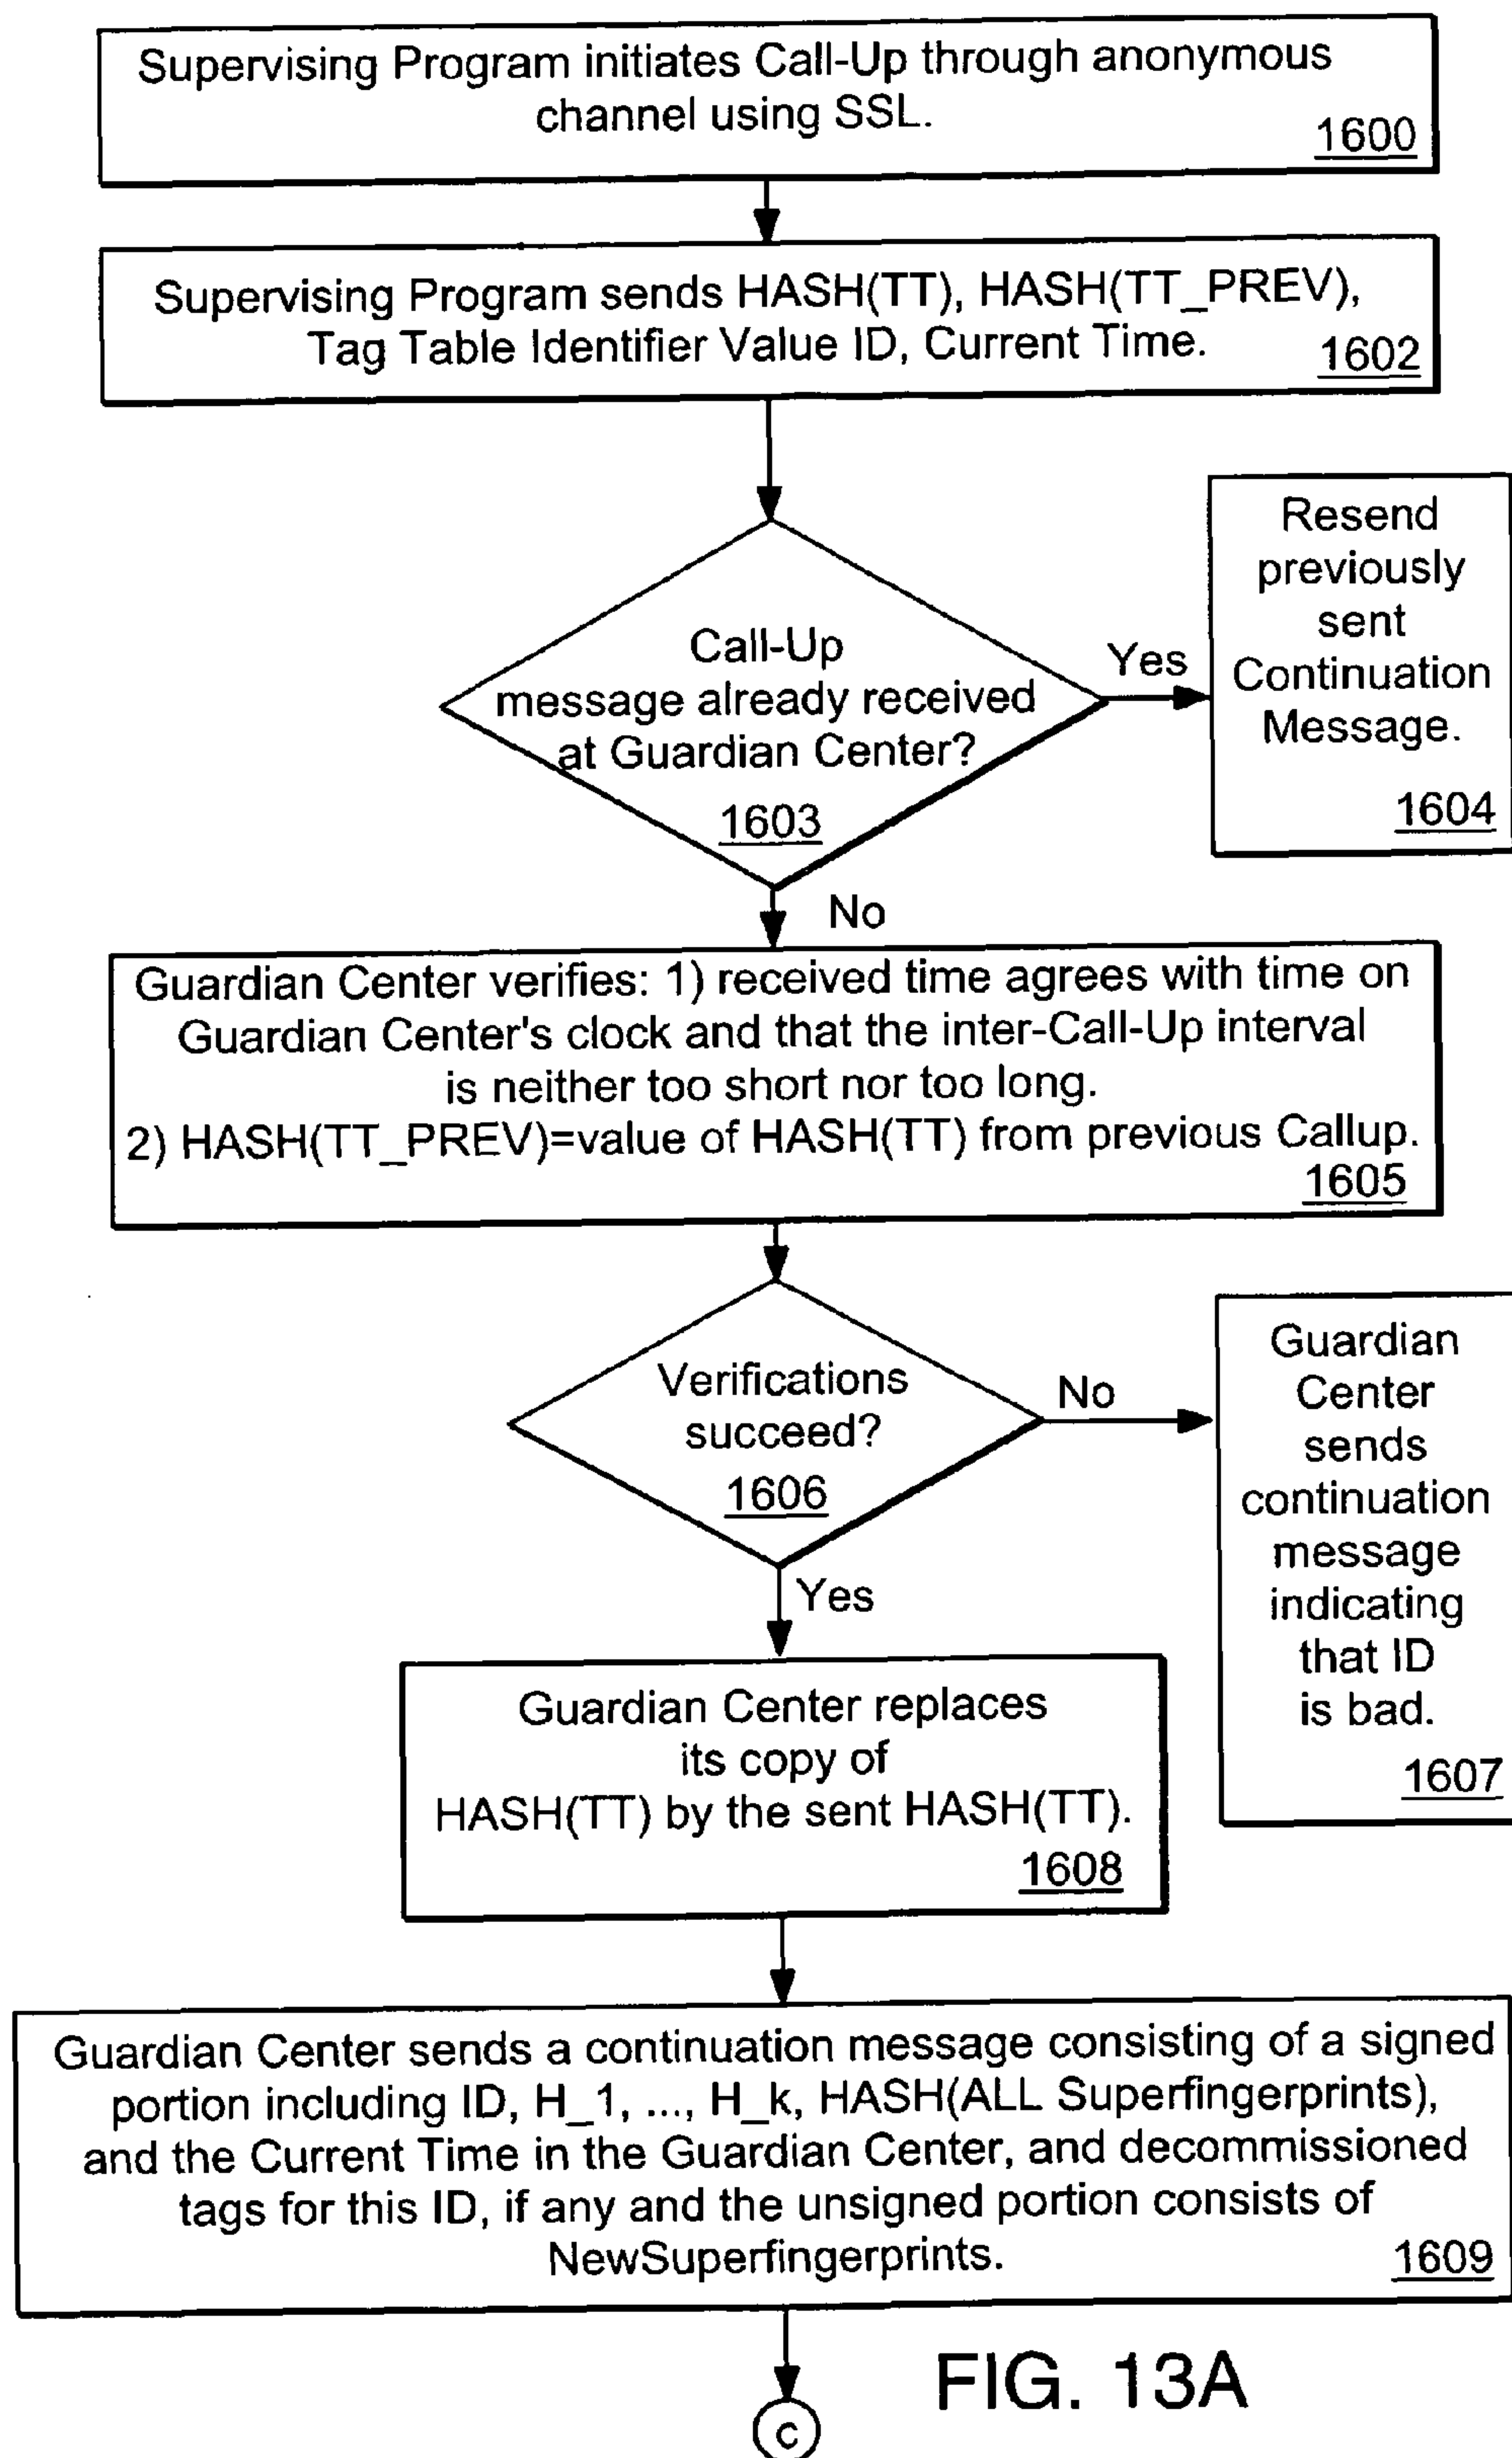 Supervising Program initiates Call-Up through anonymous
channel using SSL.
1600
Supervising Program sends HASH(TT), HASH(TT_PREV),
Tag Table Identifier Value ID, Current Time.
1602
Call-Up
message already received
at Guardian Center?
1603
Yes
Resend
previously
sent
Continuation
Message.
1604
No
Guardian Center verifies: 1) received time agrees with time on
Guardian Center's clock and that the inter-Call-Up interval
is neither too short nor too long.
2) HASH(TT_PREV)=value of HASH(TT) from previous Callup.
1605
Verifications
succeed?
1606
No
Guardian
Center
sends
continuation
message
indicating
that ID
is bad.
1607
Yes
Guardian Center replaces
its copy of
HASH(TT) by the sent HASH(TT).
1608
Guardian Center sends a continuation message consisting of a signed
portion including ID, H_1, ..., H_k, HASH(ALL Superfingerprints),
and the Current Time in the Guardian Center, and decommissioned
tags for this ID, if any and the unsigned portion consists of
NewSuperfingerprints.
1609
FIG. 13A
c